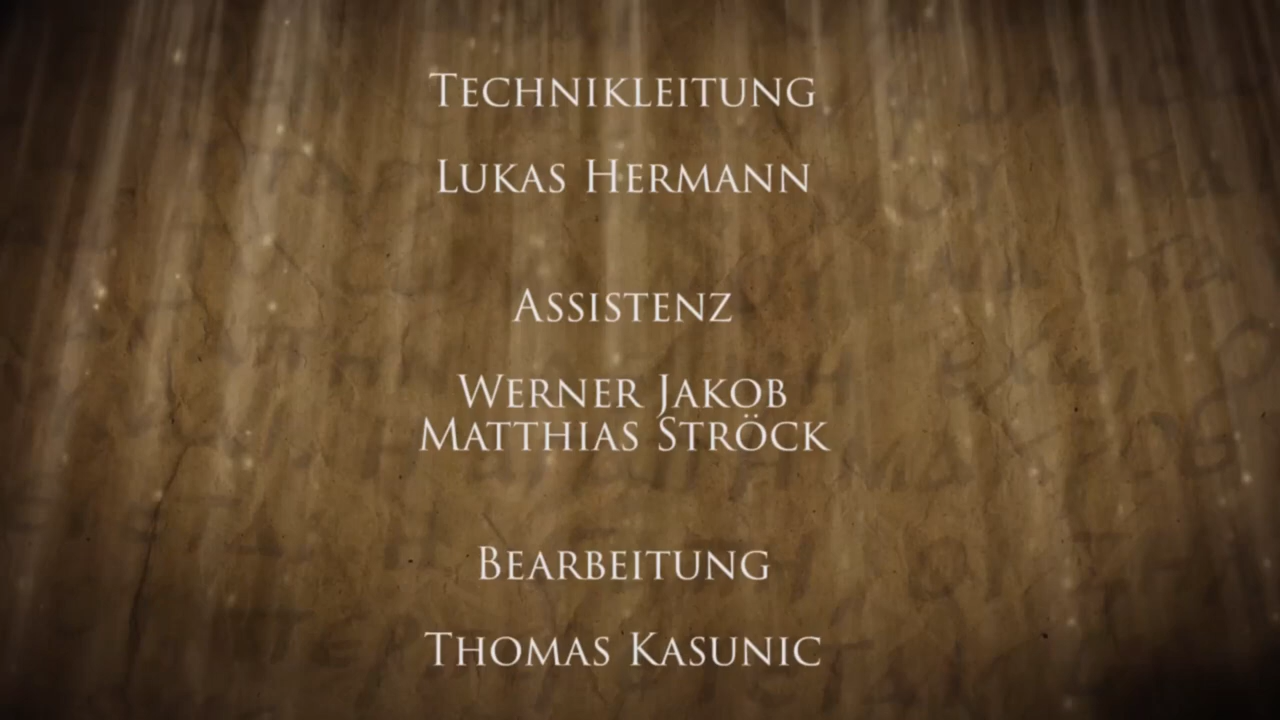 Technikleitung
Lukas Hermann
Assistenz
Werner Jakob
Matthias Ströck
Bearbeitung
Thomas Kasunic